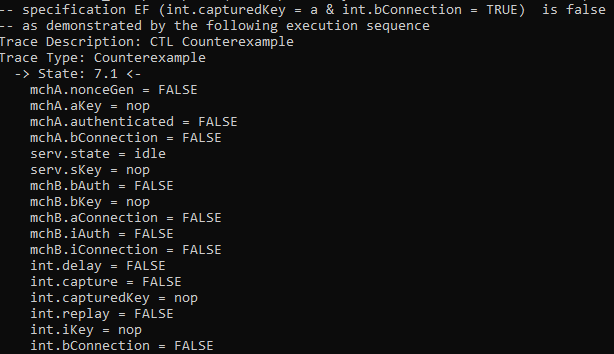 -- specification EF (int.capturedKey = a & int.bConnection = TRUE)  is false
-- as demonstrated by the following execution sequence
Trace Description: CTL Counterexample
Trace Type: Counterexample
  -> State: 7.1 <-
    mchA.nonceGen = FALSE
    mchA.aKey = nop
    mchA.authenticated = FALSE
    mchA.bConnection = FALSE
    serv.state = idle
    serv.sKey = nop
    mchB.bAuth = FALSE
    mchB.bKey = nop
    mchB.aConnection = FALSE
    mchB.iAuth = FALSE
    mchB.iConnection = FALSE
    int.delay = FALSE
    int.capture = FALSE
    int.capturedKey = nop
    int.replay = FALSE
    int.iKey = nop
    int.bConnection = FALSE